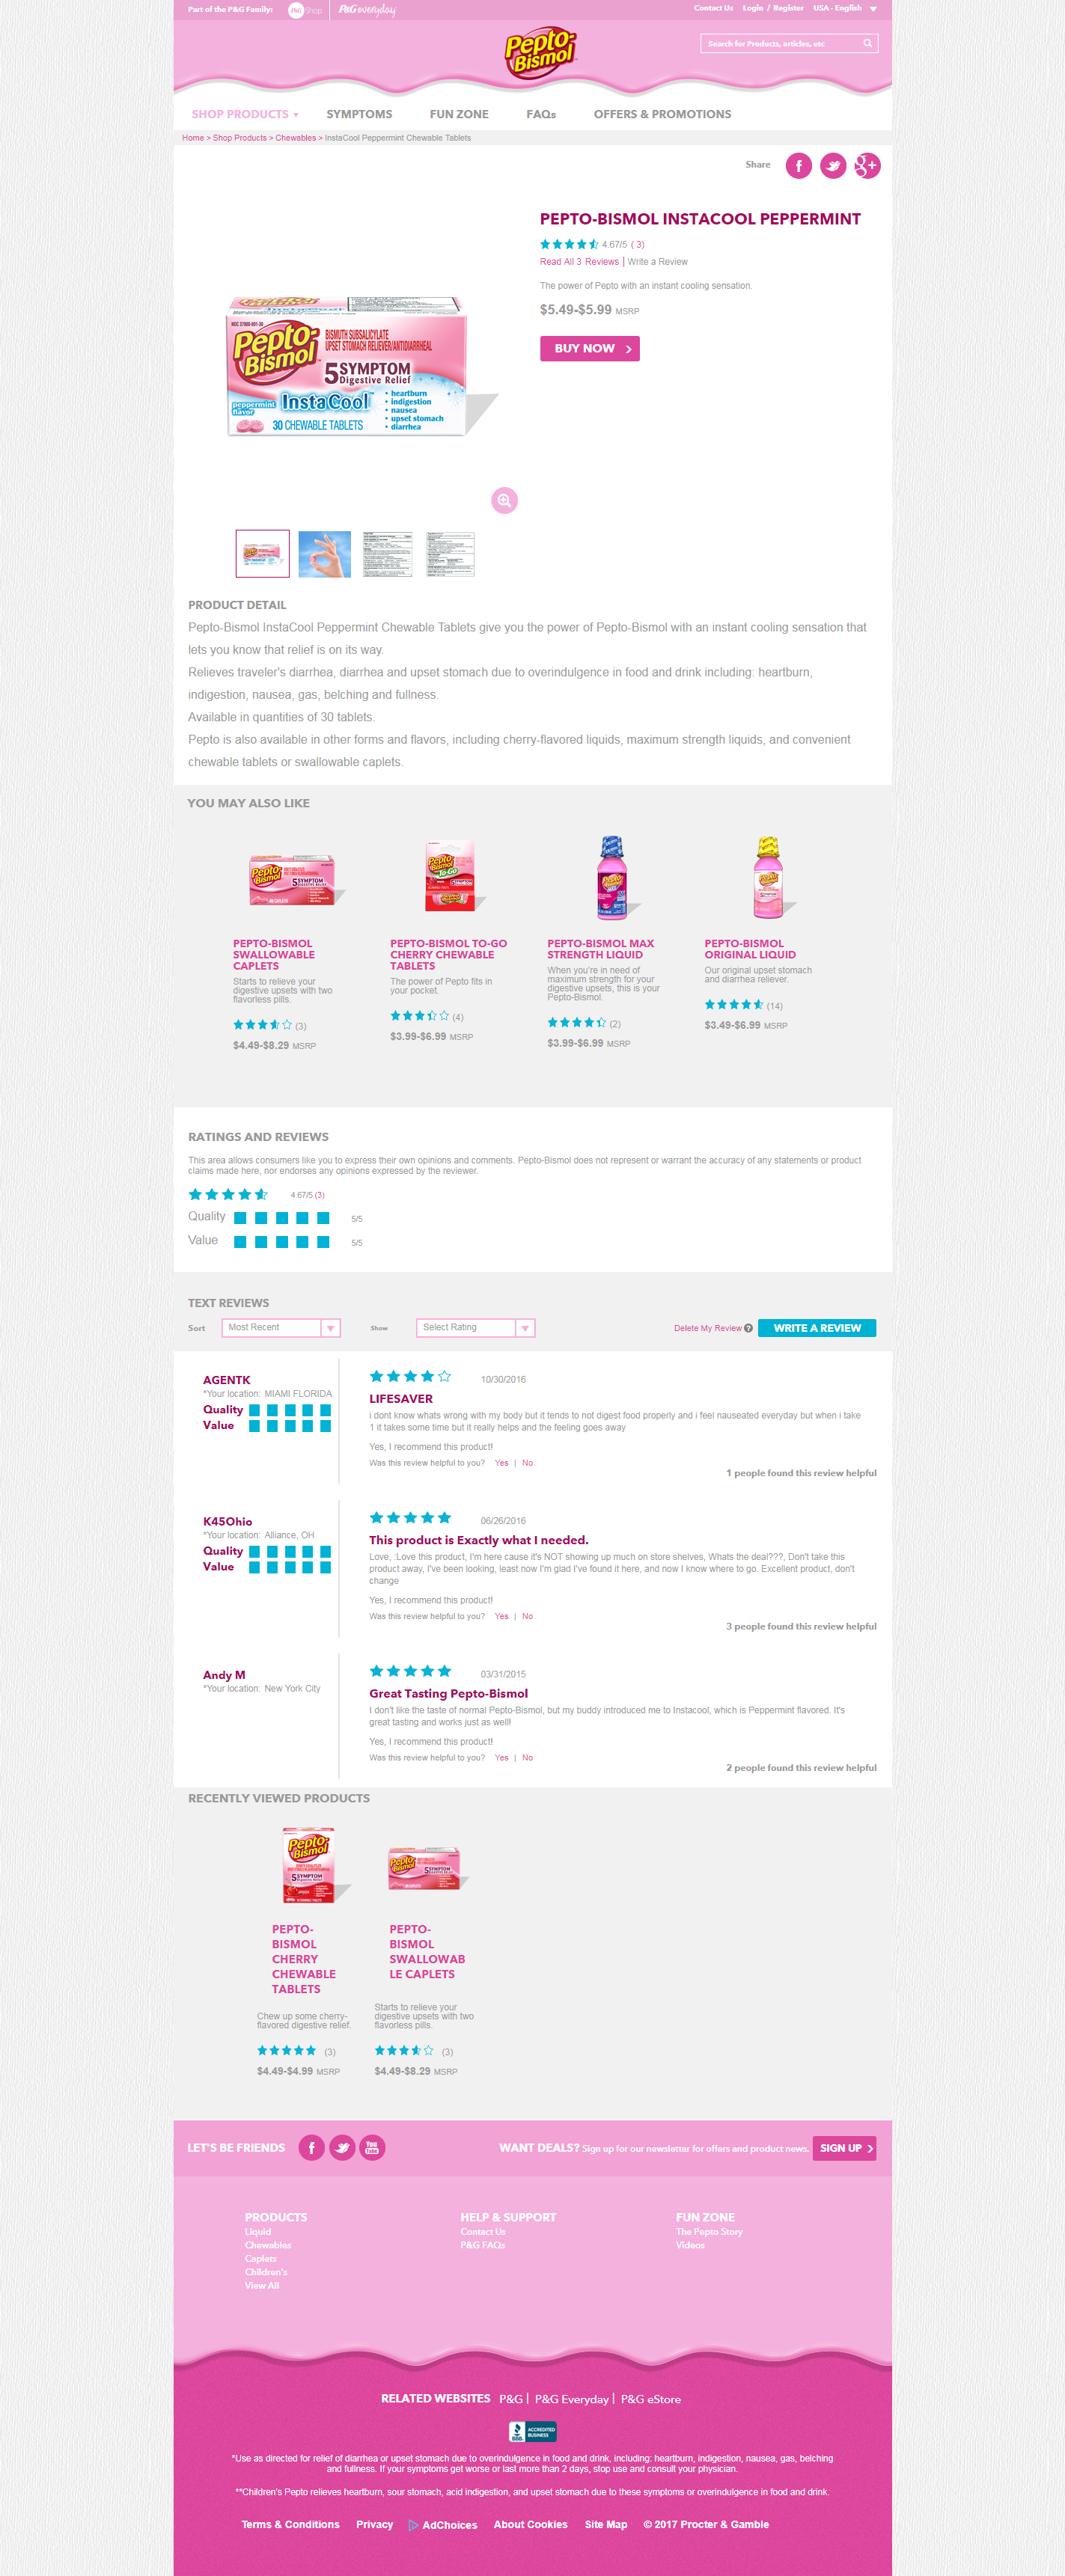 Part of the P&G Family:
P&G Shop
P&G everyday
Contact Us Login / Register USA - English
Pepto-Bismol
Search for Products, articles, etc
SHOP PRODUCTS SYMPTOMS FUN ZONE FAQs OFFERS & PROMOTIONS
Home > Shop Products > Chewables > InstaCool Peppermint Chewable Tablets
Share
PEPTO-BISMOL INSTACOOL PEPPERMINT
4.67/5 ( 3)
Read All 3 Reviews | Write a Review
The power of Pepto with an instant cooling sensation.
$5.49-$5.99 MSRP
BUY NOW
Pepto-Bismol
BISMUTH SUBSALICYLATE
UPSET STOMACH RELIEVER/ANTIDIARRHEAL
5 SYMPTOM
Digestive Relief
peppermint flavor
InstaCool
30 CHEWABLE TABLETS
• heartburn
• indigestion
• nausea
• upset stomach
• diarrhea
PRODUCT DETAIL
Pepto-Bismol InstaCool Peppermint Chewable Tablets give you the power of Pepto-Bismol with an instant cooling sensation that
lets you know that relief is on its way.
Relieves traveler's diarrhea, diarrhea and upset stomach due to overindulgence in food and drink including: heartburn,
indigestion, nausea, gas, belching and fullness.
Available in quantities of 30 tablets.
Pepto is also available in other forms and flavors, including cherry-flavored liquids, maximum strength liquids, and convenient
chewable tablets or swallowable caplets.
YOU MAY ALSO LIKE
PEPTO-BISMOL
SWALLOWABLE
CAPLETS
Starts to relieve your
digestive upsets with two
flavorless pills.
(3)
$4.49-$8.29 MSRP
PEPTO-BISMOL TO-GO
CHERRY CHEWABLE
TABLETS
The power of Pepto fits in
your pocket.
(4)
$3.99-$6.99 MSRP
PEPTO-BISMOL MAX
STRENGTH LIQUID
When you're in need of
maximum strength for your
digestive upsets, this is your
Pepto-Bismol.
(2)
$3.99-$6.99 MSRP
PEPTO-BISMOL
ORIGINAL LIQUID
Our original upset stomach
and diarrhea reliever.
(14)
$3.49-$6.99 MSRP
RATINGS AND REVIEWS
This area allows consumers like you to express their own opinions and comments. Pepto-Bismol does not represent or warrant the accuracy of any statements or product
claims made here, nor endorses any opinions expressed by the reviewer.
4.67/5 (3)
Quality 5/5
Value 5/5
TEXT REVIEWS
Sort Most Recent Show Select Rating Delete My Review ? WRITE A REVIEW
AGENTK
*Your location: MIAMI FLORIDA
Quality
Value
10/30/2016
LIFESAVER
i dont know whats wrong with my body but it tends to not digest food properly and i feel nauseated everyday but when i take
1 it takes some time but it really helps and the feeling goes away
Yes, I recommend this product!
Was this review helpful to you? Yes | No
1 people found this review helpful
K45Ohio
*Your location: Alliance, OH
Quality
Value
06/26/2016
This product is Exactly what I needed.
Love, :Love this product, I'm here cause it's NOT showing up much on store shelves, Whats the deal???, Don't take this
product away, I've been looking, least now I'm glad I've found it here, and now I know where to go. Excellent product, don't
change
Yes, I recommend this product!
Was this review helpful to you? Yes | No
3 people found this review helpful
Andy M
*Your location: New York City
03/31/2015
Great Tasting Pepto-Bismol
I don't like the taste of normal Pepto-Bismol, but my buddy introduced me to Instacool, which is Peppermint flavored. It's
great tasting and works just as well!
Yes, I recommend this product!
Was this review helpful to you? Yes | No
2 people found this review helpful
RECENTLY VIEWED PRODUCTS
PEPTO-
BISMOL
CHERRY
CHEWABLE
TABLETS
Chew up some cherry-
flavored digestive relief.
(3)
$4.49-$4.99 MSRP
PEPTO-
BISMOL
SWALLOWAB
LE CAPLETS
Starts to relieve your
digestive upsets with two
flavorless pills.
(3)
$4.49-$8.29 MSRP
LET'S BE FRIENDS
You Tube
WANT DEALS? Sign up for our newsletter for offers and product news. SIGN UP
PRODUCTS
Liquid
Chewables
Caplets
Children's
View All
HELP & SUPPORT
Contact Us
P&G FAQs
FUN ZONE
The Pepto Story
Videos
RELATED WEBSITES P&G | P&G Everyday | P&G eStore
BBB ACCREDITED BUSINESS
*Use as directed for relief of diarrhea or upset stomach due to overindulgence in food and drink, including: heartburn, indigestion, nausea, gas, belching
and fullness. If your symptoms get worse or last more than 2 days, stop use and consult your physician.
**Children's Pepto relieves heartburn, sour stomach, acid indigestion, and upset stomach due to these symptoms or overindulgence in food and drink.
Terms & Conditions Privacy AdChoices About Cookies Site Map © 2017 Procter & Gamble